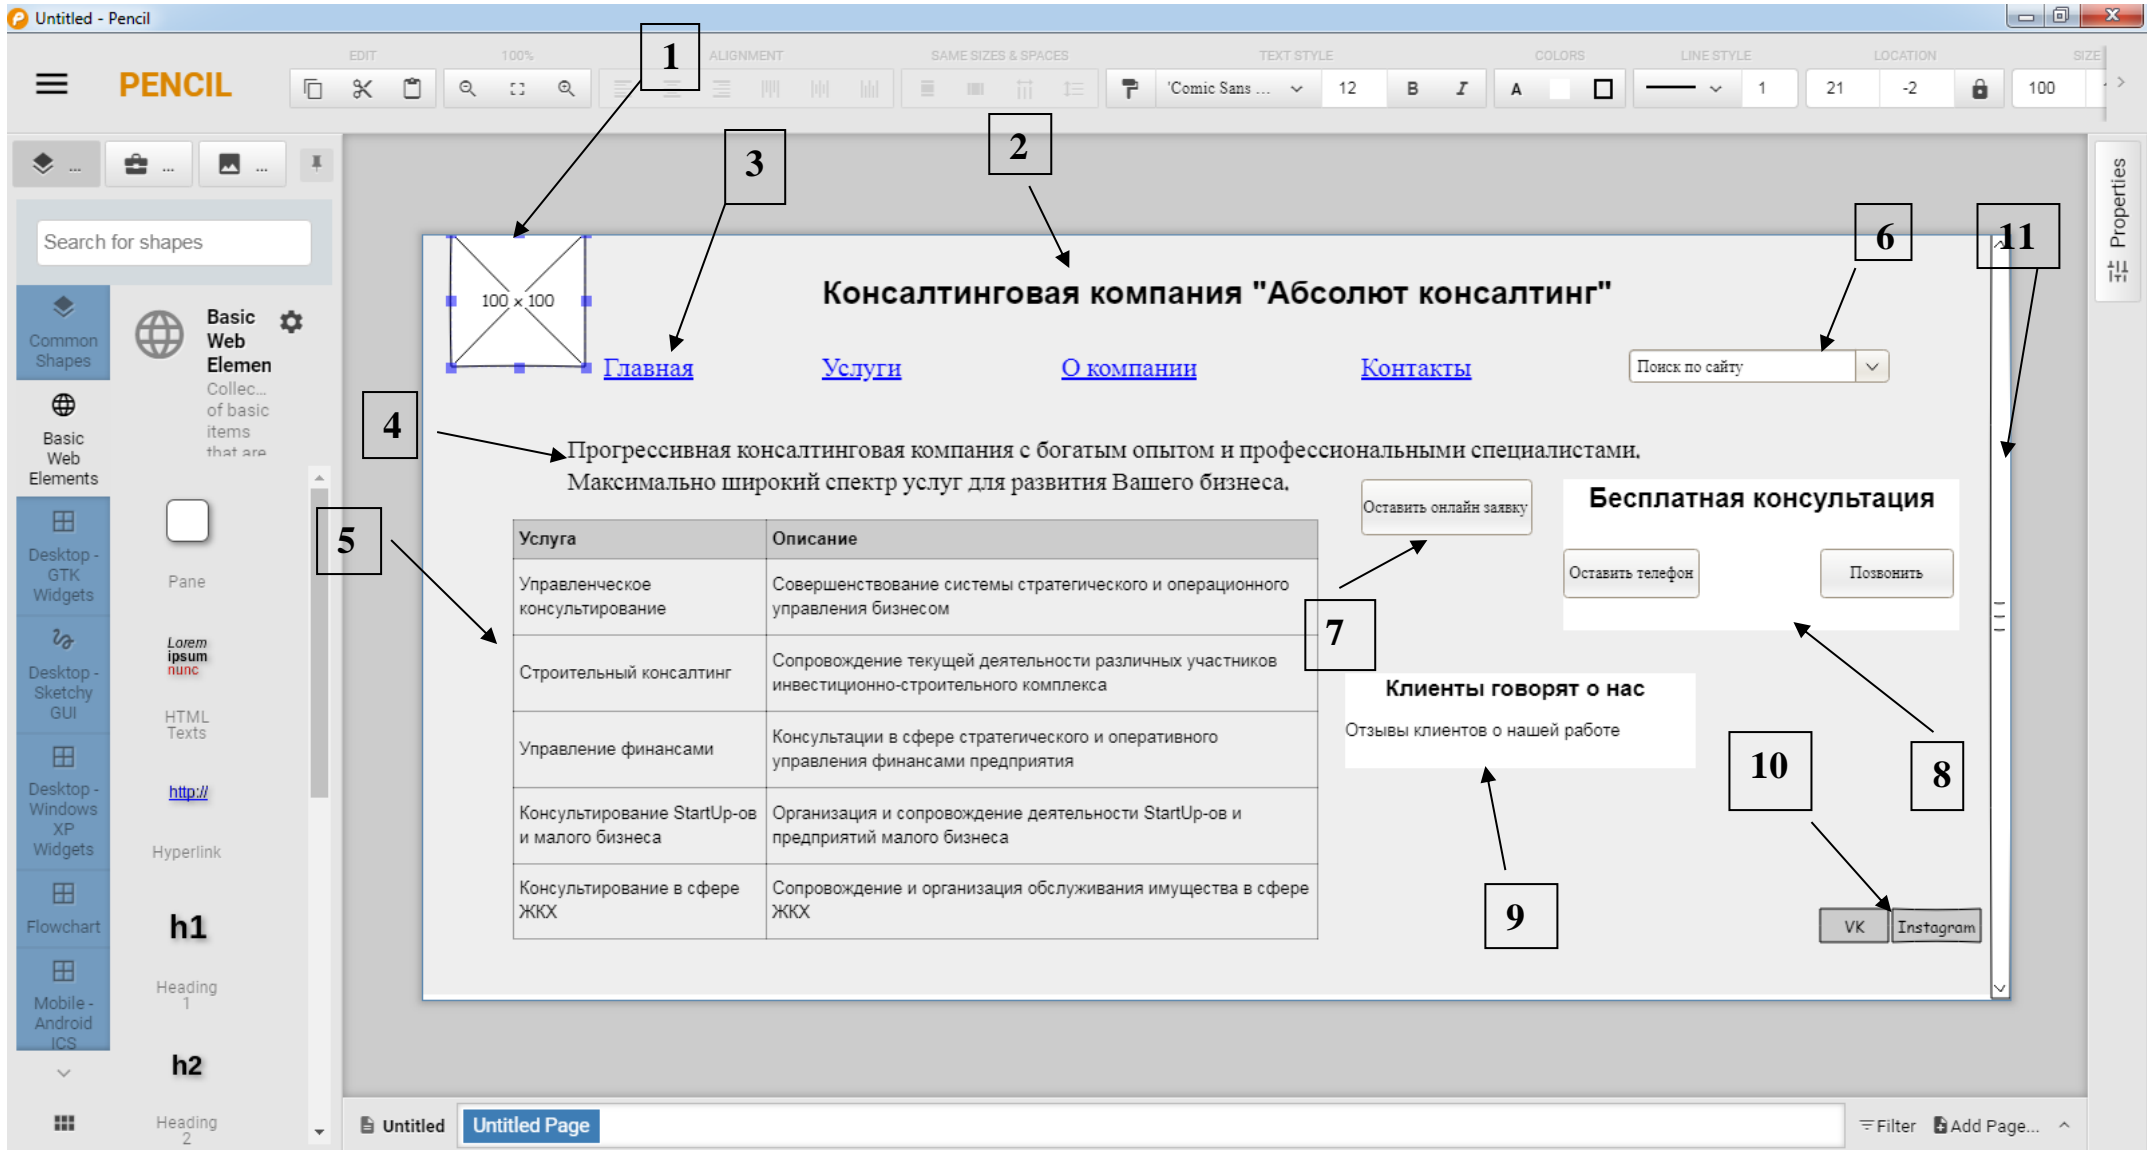 Untitled - Pencil
EDIT
100%
ALIGNMENT
SAME SIZES & SPACES
TEXT STYLE
COLORS
LINE STYLE
LOCATION
SIZE
PENCIL
'Comic Sans ...
12
B
I
A
1
21
-2
100
1
2
3
...
...
...
Search for shapes
Common
Shapes
Basic
Web
Elements
Desktop -
GTK
Widgets
Desktop -
Sketchy
GUI
Desktop -
Windows
XP
Widgets
Flowchart
Mobile -
Android
ICS
Basic
Web
Elemen
Collec...
of basic
items
that are
Pane
Lorem
ipsum
nunc
HTML
Texts
http://
Hyperlink
h1
Heading
1
h2
Heading
2
6
11
Properties
100 x 100
Консалтинговая компания "Абсолют консалтинг"
Главная
Услуги
О компании
Контакты
Поиск по сайту
4
Прогрессивная консалтинговая компания с богатым опытом и профессиональными специалистами.
Максимально широкий спектр услуг для развития Вашего бизнеса.
5
Услуга
Описание
Управленческое
консультирование
Совершенствование системы стратегического и операционного
управления бизнесом
Строительный консалтинг
Сопровождение текущей деятельности различных участников
инвестиционно-строительного комплекса
Управление финансами
Консультации в сфере стратегического и оперативного
управления финансами предприятия
Консультирование StartUp-ов
и малого бизнеса
Организация и сопровождение деятельности StartUp-ов и
предприятий малого бизнеса
Консультирование в сфере
ЖКХ
Сопровождение и организация обслуживания имущества в сфере
ЖКХ
Оставить онлайн заявку
Бесплатная консультация
Оставить телефон
Позвонить
7
Клиенты говорят о нас
Отзывы клиентов о нашей работе
10
8
9
VK
Instagram
Untitled
Untitled Page
Filter
Add Page...